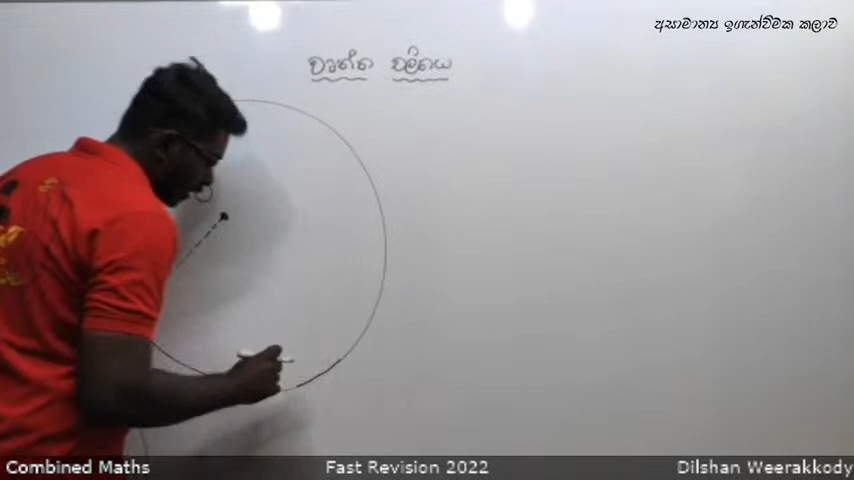 අසාමාන්‍ය ඉගැන්වීමක කලාව
වෘත්ත චලිතය
Combined Maths
Fast Revision 2022
Dilshan Weerakkody